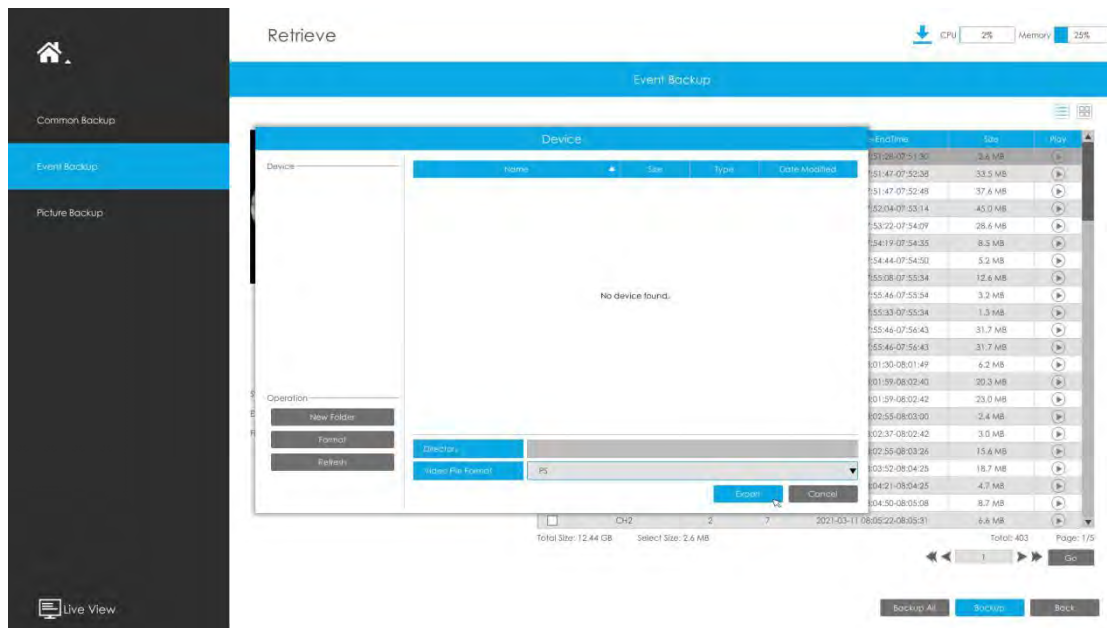 Retrieve
CPU 2% Memory 25%
Event Backup
Common Backup
Event Backup
Picture Backup
Device
EndTime Size Play
Device
Name Size Type Date Modified
:51:28-07:51:30 2.6 MB
:51:47-07:52:38 53.5 MB
:51:47-07:52:48 37.6 MB
:52:04-07:53:14 45.0 MB
:53:22-07:54:09 28.6 MB
:54:19-07:54:35 8.5 MB
:54:44-07:54:50 5.2 MB
:55:08-07:55:34 12.6 MB
No device found.
:55:46-07:55:54 3.2 MB
:55:33-07:55:34 1.3 MB
:55:46-07:56:43 31.7 MB
:55:46-07:56:43 31.7 MB
:01:30-08:01:49 6.2 MB
:01:59-08:02:40 20.3 MB
Operation
:01:59-08:02:42 23.0 MB
New Folder
:02:55-08:03:00 2.4 MB
:02:37-08:02:42 3.0 MB
Format
Directory
:02:55-08:03:26 15.6 MB
Refresh
Video File Format PS
:03:52-08:04:25 18.7 MB
:04:21-08:04:25 4.7 MB
Export Cancel
:04:50-08:05:08 8.7 MB
CH2 2 7 2021-03-11 08:05:22-08:05:31 6.6 MB
Total Size: 12.44 GB Select Size: 2.6 MB Total: 403 Page: 1/5
1 Go
Live View
Backup All Backup Back